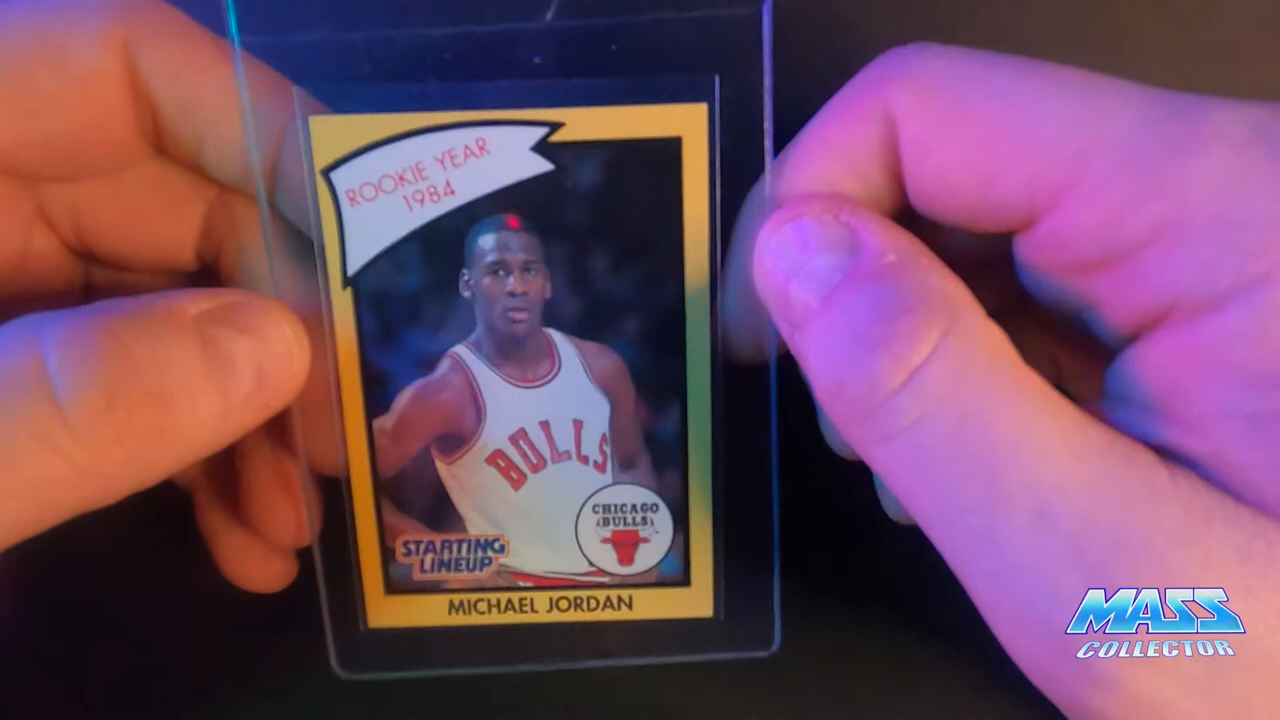 ROOKIE YEAR
1984
BULLS
CHICAGO
BULLS
STARTING
LINEUP
MICHAEL JORDAN
MASS
COLLECTOR